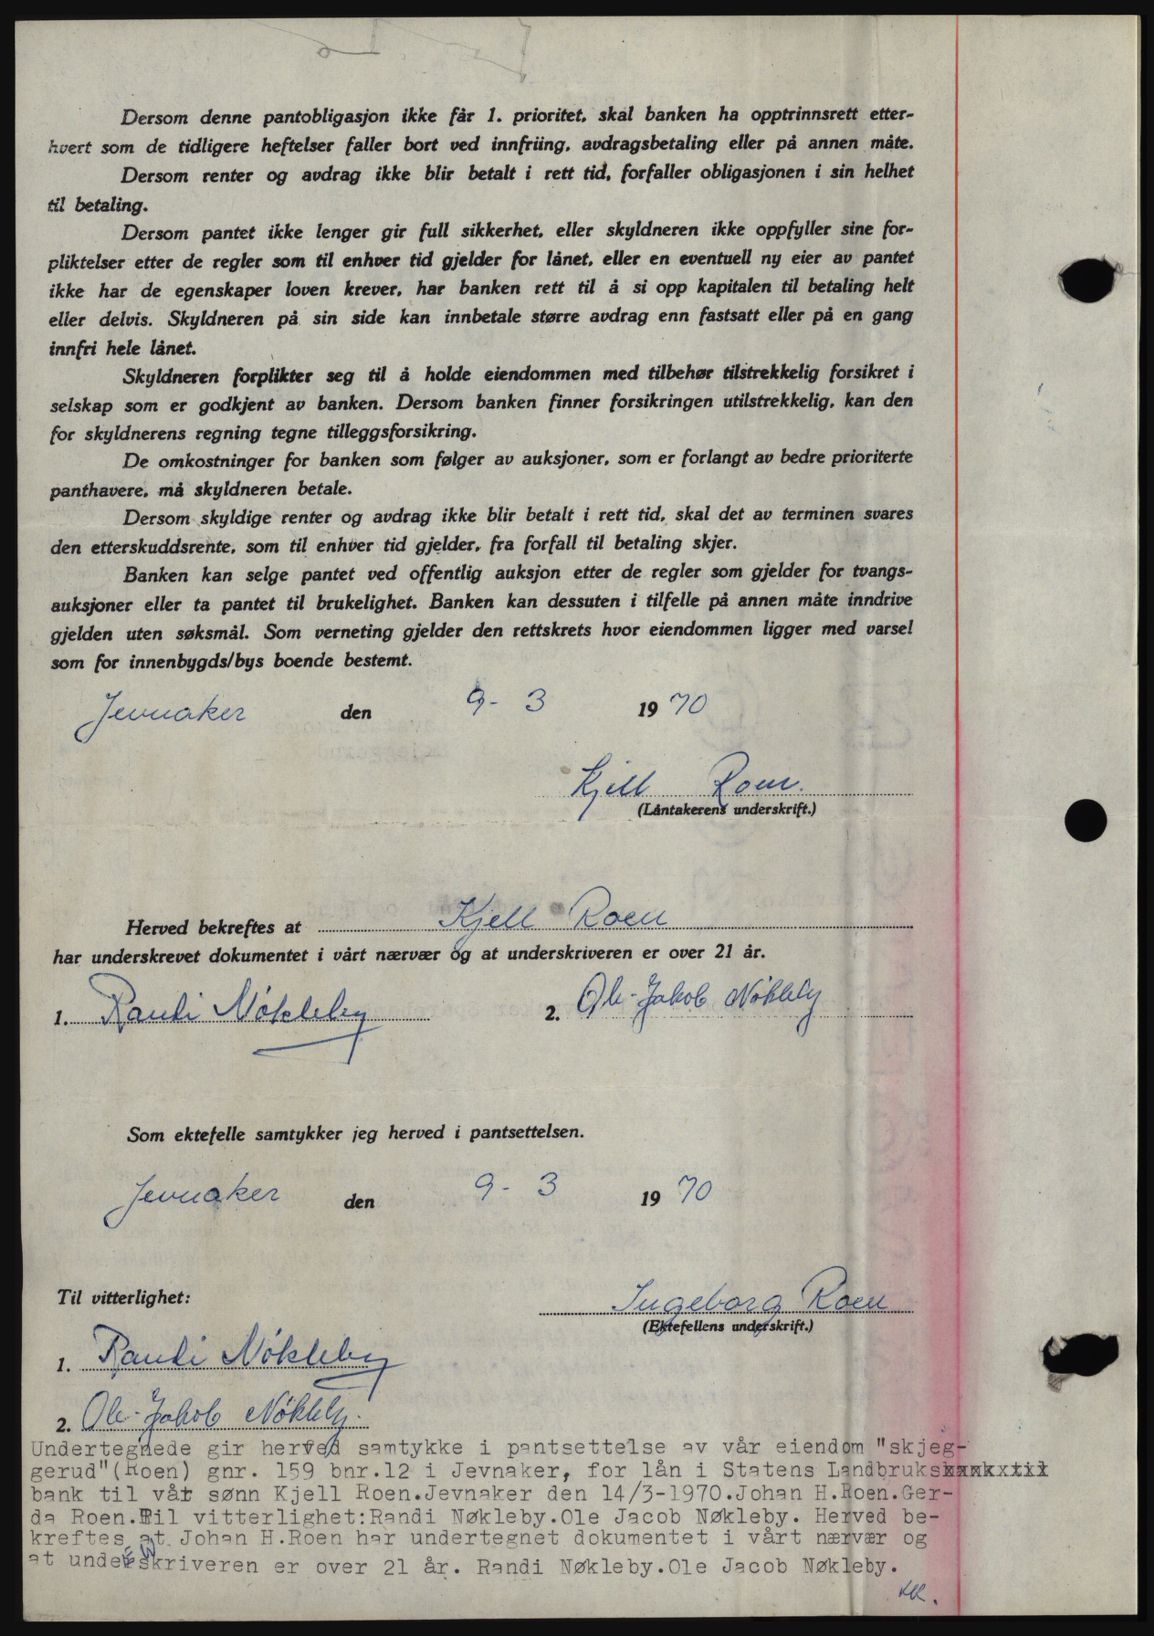 Dersom denne pantobligasjon ikke får 1. prioritet, skal banken ha opptrinnsrett etter-
hvert som de tidligere heftelser faller bort ved innfriing, avdragsbetaling eller på annen måte.
Dersom renter og avdrag ikke blir betalt i rett tid, forfaller obligasjonen i sin helhet
til betaling.
Dersom pantet ikke lenger gir full sikkerhet, eller skyldneren ikke oppfyller sine for-
pliktelser etter de regler som til enhver tid gjelder for lånet, eller en eventuell ny eier av pantet
ikke har de egenskaper loven krever, har banken rett til å si opp kapitalen til betaling helt
eller delvis. Skyldneren på sin side kan innbetale større avdrag enn fastsatt eller på en gang
innfri hele lånet.
Skyldneren forplikter seg til å holde eiendommen med tilbehør tilstrekkelig forsikret i
selskap som er godkjent av banken. Dersom banken finner forsikringen utilstrekkelig, kan den
for skyldnerens regning tegne tilleggsforsikring.
De omkostninger for banken som følger av auksjoner, som er forlangt av bedre prioriterte
panthavere, må skyldneren betale.
Dersom skyldige renter og avdrag ikke blir betalt i rett tid, skal det av terminen svares
den etterskuddsrente, som til enhver tid gjelder, fra forfall til betaling skjer.
Banken kan selge pantet ved offentlig auksjon etter de regler som gjelder for tvangs-
auksjoner eller ta pantet til brukelighet. Banken kan dessuten i tilfelle på annen måte inndrive
gjelden uten søksmål. Som verneting gjelder den rettskrets hvor eiendommen ligger med varsel
som for innenbygds/bys boende bestemt.
Jevnaker den 9-3 1970
Kjell Roen.
(Låntakerens underskrift.)
Herved bekreftes at Kjell Roen
har underskrevet dokumentet i vårt nærvær og at underskriveren er over 21 år.
1. Randi Nökleby 2. Ole-Jakob Nökleby
Som ektefelle samtykker jeg herved i pantsettelsen.
Jevnaker den 9-3 1970
Til vitterlighet: Ingeborg Roen
(Ektefellens underskrift.)
1. Randi Nökleby
2. Ole-Jakob Nökleby.
Undertegnede gir herved samtykke i pantsettelse av vår eiendom "skjeg-
gerud"(Roen) gnr. 159 bnr.12 i Jevnaker, for lån i Statens Landbruks
bank til vår sønn Kjell Roen.Jevnaker den 14/3-1970.Johan H.Roen.Ger-
da Roen.Til vitterlighet:Randi Nøkleby.Ole Jacob Nøkleby. Herved be-
kreftes at Johan H.Roen har undertegnet dokumentet i vårt nærvær og
at underskriveren er over 21 år. Randi Nøkleby.Ole Jacob Nøkleby.